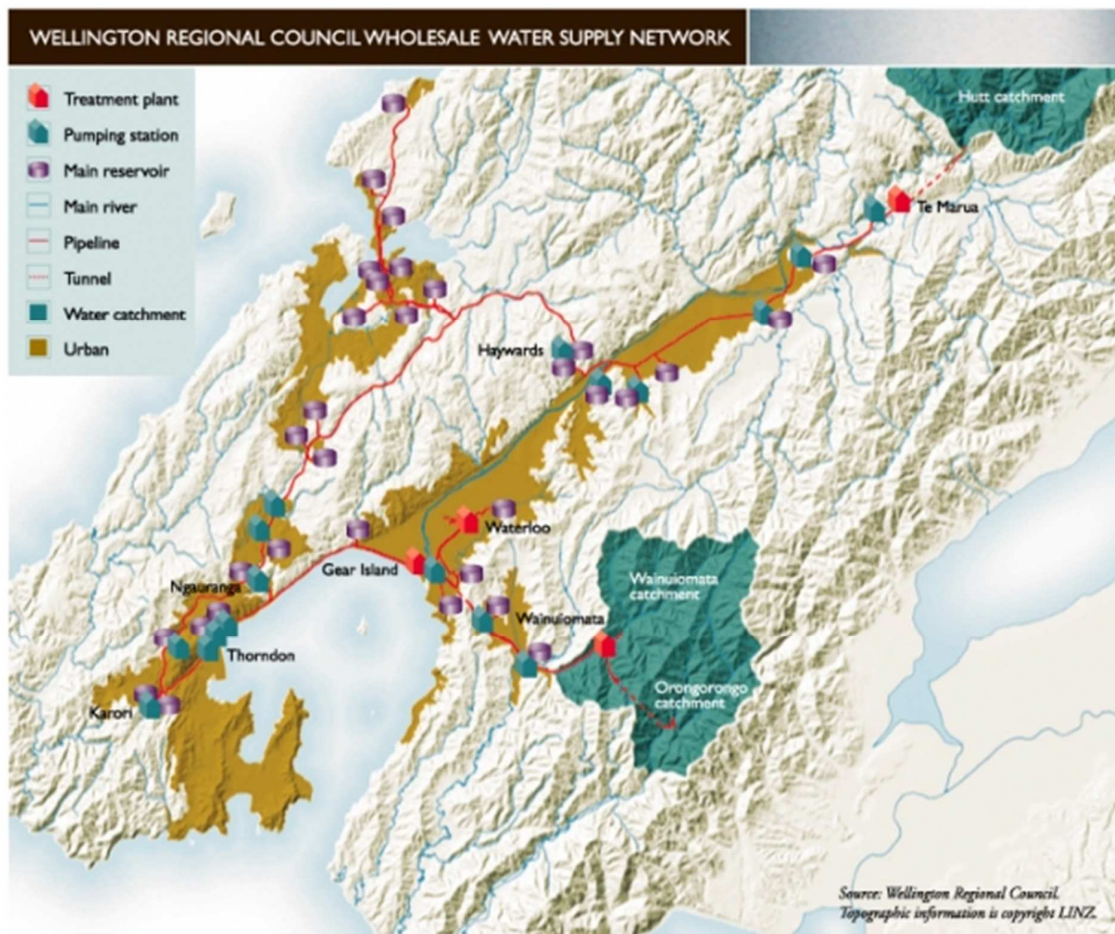 WELLINGTON REGIONAL COUNCIL WHOLESALE WATER SUPPLY NETWORK
Treatment plant
Pumping station
Main reservoir
Main river
Pipeline
Tunnel
Water catchment
Urban
Hutt catchment
Te Marua
Haywards
Waterloo
Gear Island
Ngauranga
Wainuiomata
catchment
Wainuiomata
Thorndon
Orongorongo
catchment
Karori
Source: Wellington Regional Council.
Topographic information is copyright LINZ.